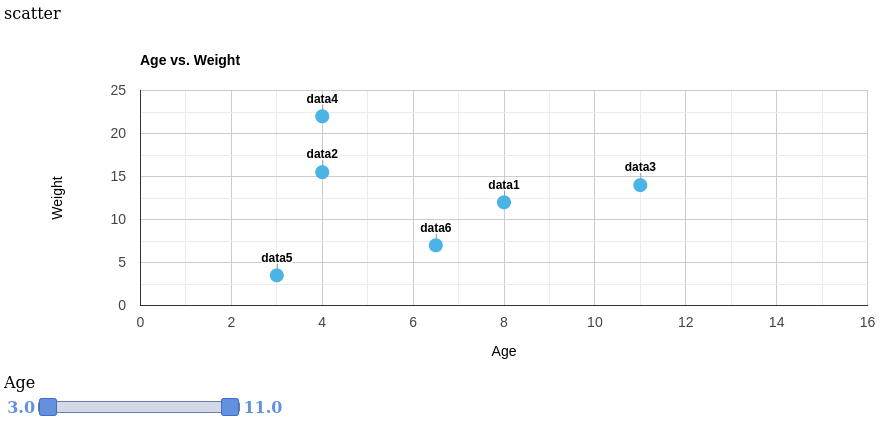 scatter
Age vs. Weight
25
20
15
10
5
0
Weight
data4
data2
data3
data1
data6
data5
0 2 4 6 8 10 12 14 16
Age
Age
3.0 11.0